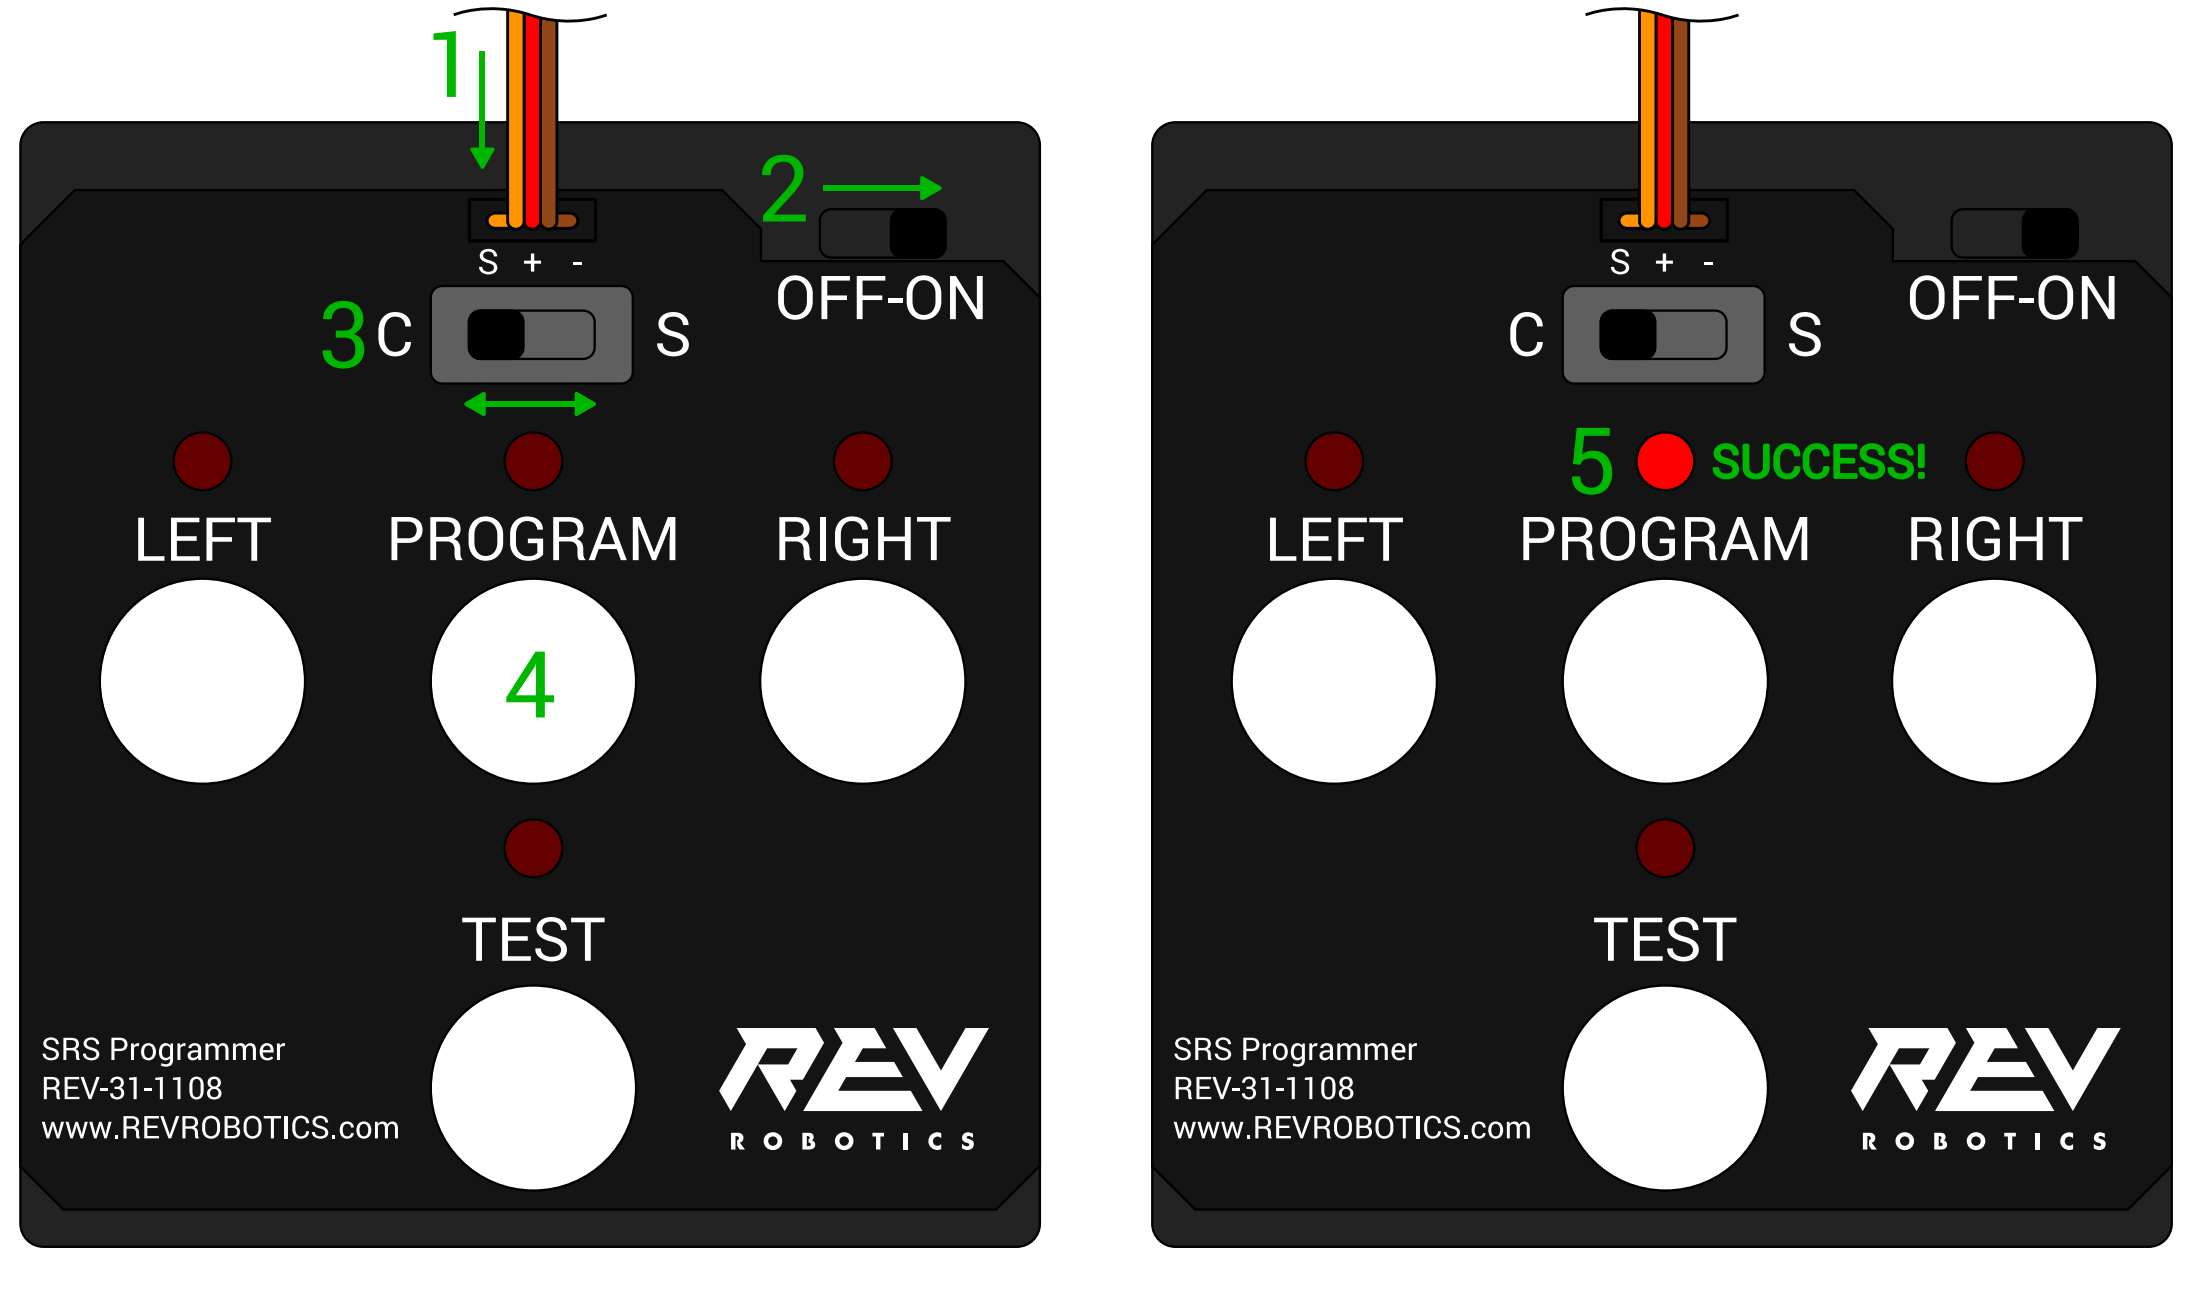 1
2
S + -
OFF-ON
3 C S
LEFT PROGRAM RIGHT
4
TEST
SRS Programmer
REV-31-1108
www.REVROBOTICS.com
REV
ROBOTICS
S + -
OFF-ON
C S
5 SUCCESS!
LEFT PROGRAM RIGHT
TEST
SRS Programmer
REV-31-1108
www.REVROBOTICS.com
REV
ROBOTICS